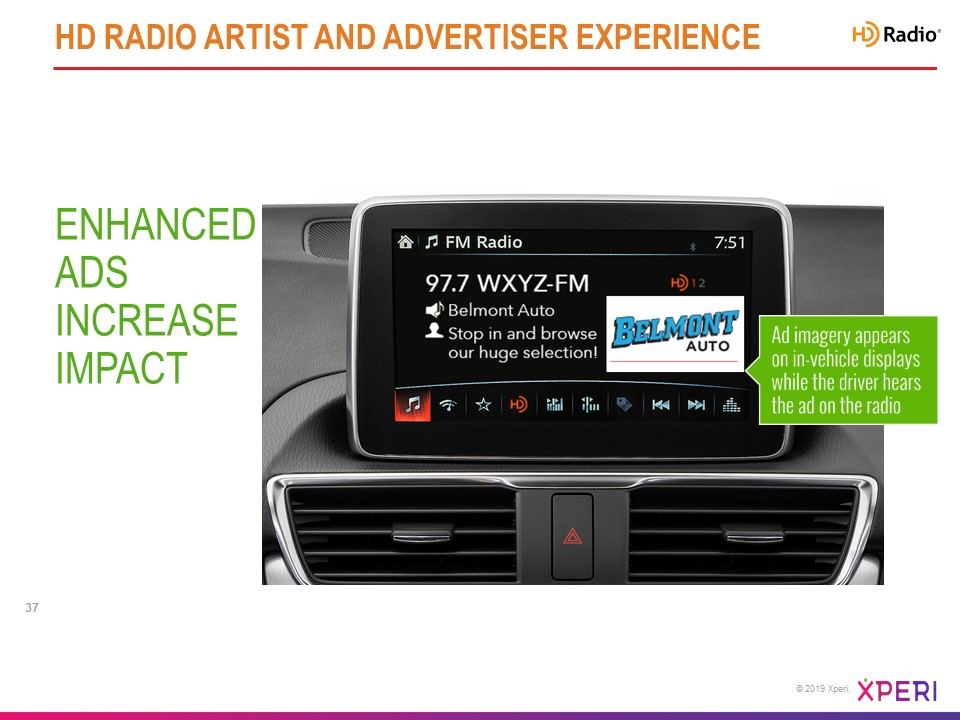 HD RADIO ARTIST AND ADVERTISER EXPERIENCE
HD Radio®
ENHANCED
ADS
INCREASE
IMPACT
FM Radio
7:51
97.7 WXYZ-FM
HD 1 2
Belmont Auto
Stop in and browse
our huge selection!
BELMONT
AUTO
HD
Ad imagery appears
on in-vehicle displays
while the driver hears
the ad on the radio
37
© 2019 Xperi.
XPERI